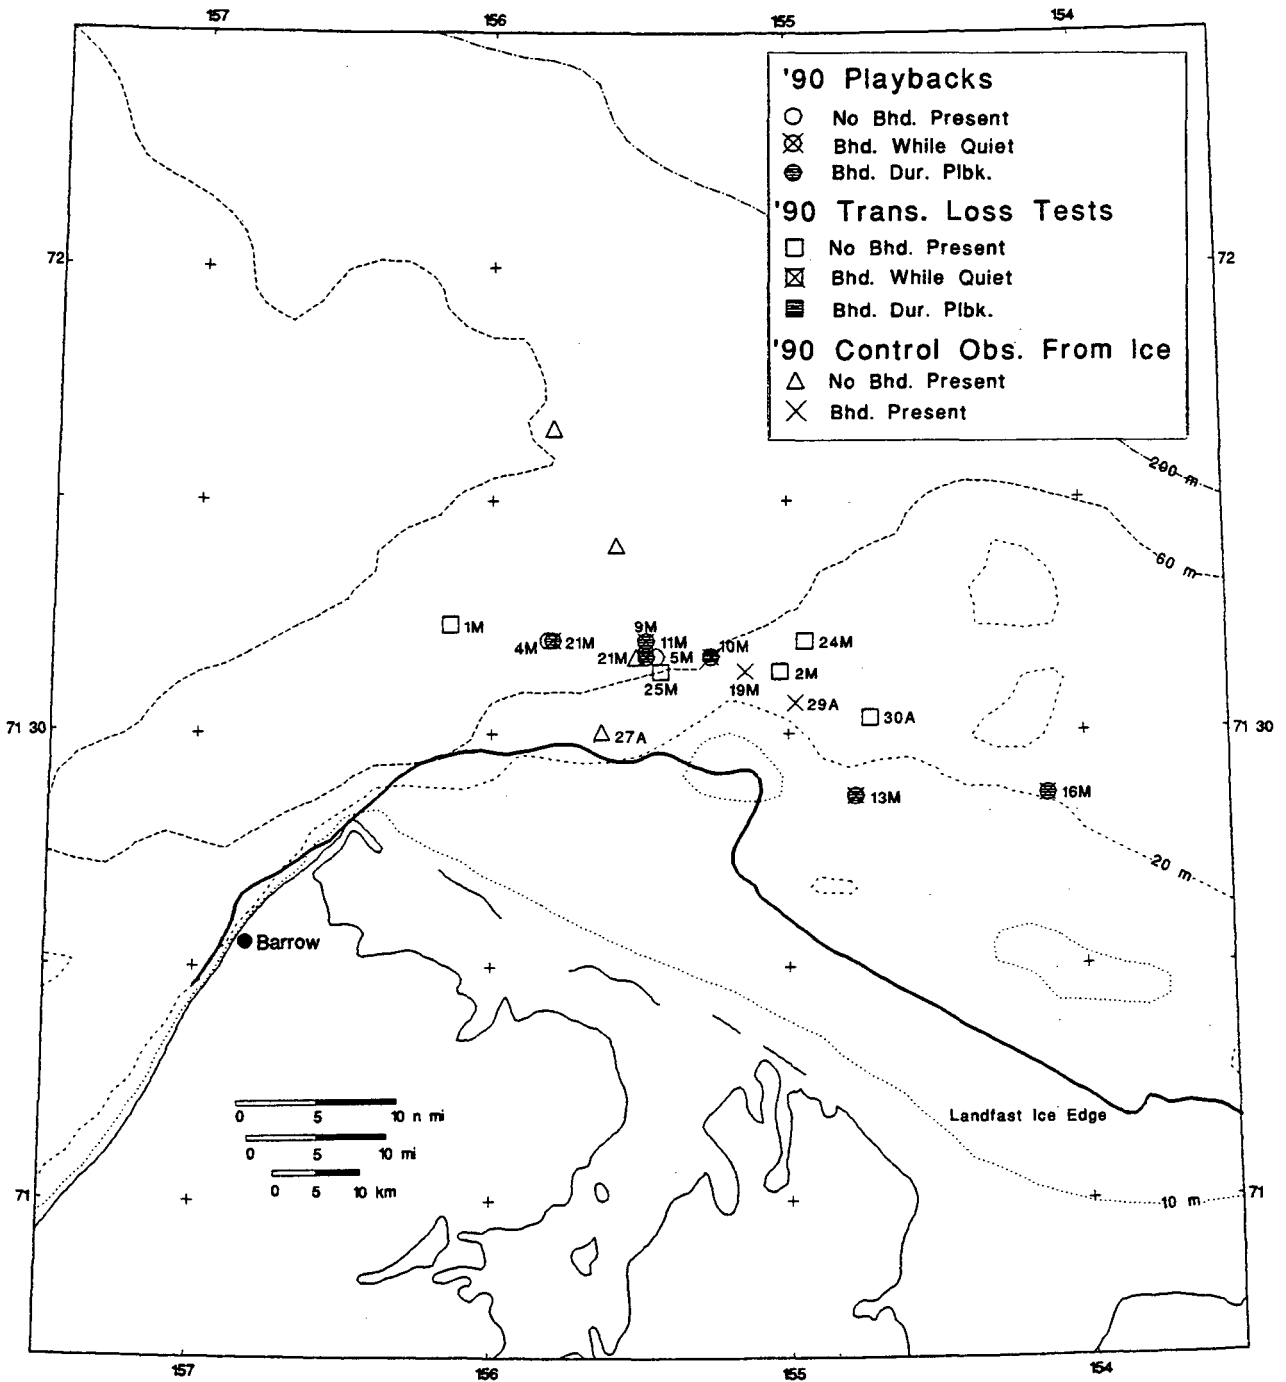 157 156 155 154
'90 Playbacks
No Bhd. Present
Bhd. While Quiet
Bhd. Dur. Plbk.
'90 Trans. Loss Tests
No Bhd. Present
Bhd. While Quiet
Bhd. Dur. Plbk.
'90 Control Obs. From Ice
No Bhd. Present
Bhd. Present
72 72
200 m
60 m
1M
4M 21M
9M
11M
21M 5M
10M
24M
25M
19M
2M
29A
30A
71 30 71 30
27A
13M
16M
20 m
Barrow
0 5 10 n mi
0 5 10 mi
0 5 10 km
Landfast Ice Edge
71 71
10 m
157 156 155 154